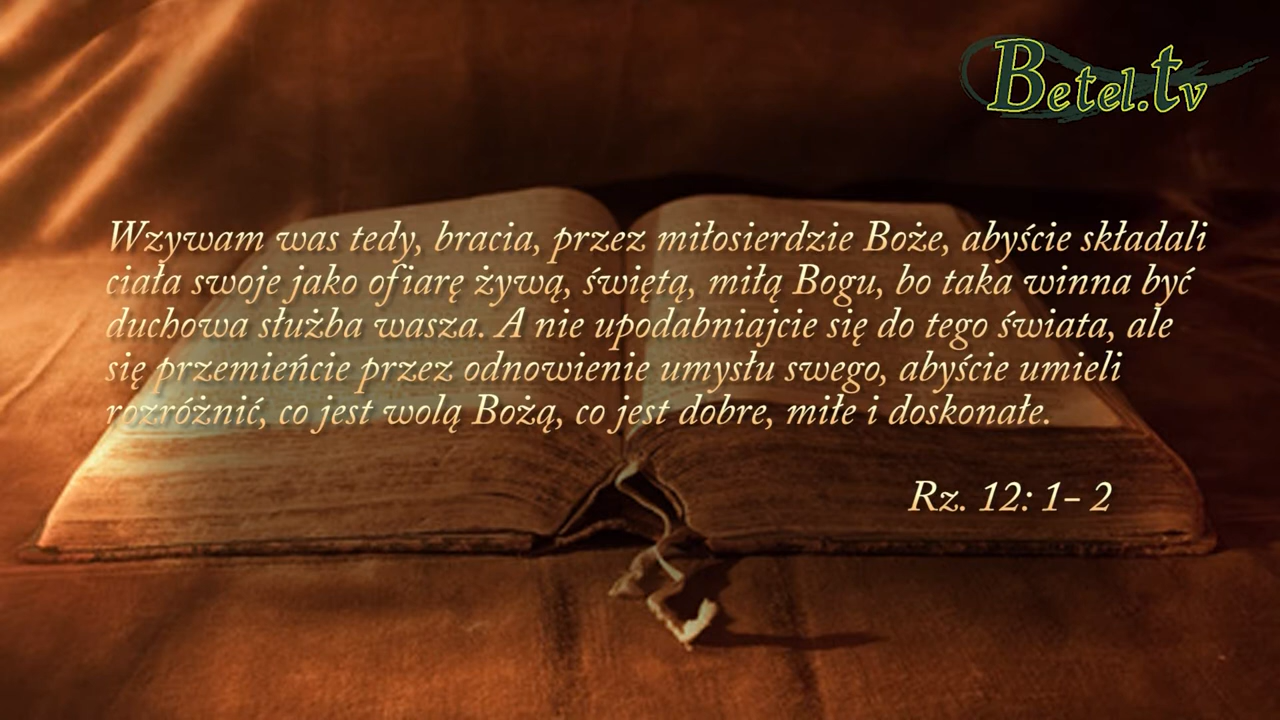 Betel.tv
Wzywam was tedy, bracia, przez miłosierdzie Boże, abyście składali
ciała swoje jako ofiarę żywą, świętą, miłą Bogu, bo taka winna być
duchowa służba wasza. A nie upodabniajcie się do tego świata, ale
się przemieńcie przez odnowienie umysłu swego, abyście umieli
rozróżnić, co jest wolą Bożą, co jest dobre, miłe i doskonałe.
Rz. 12: 1- 2